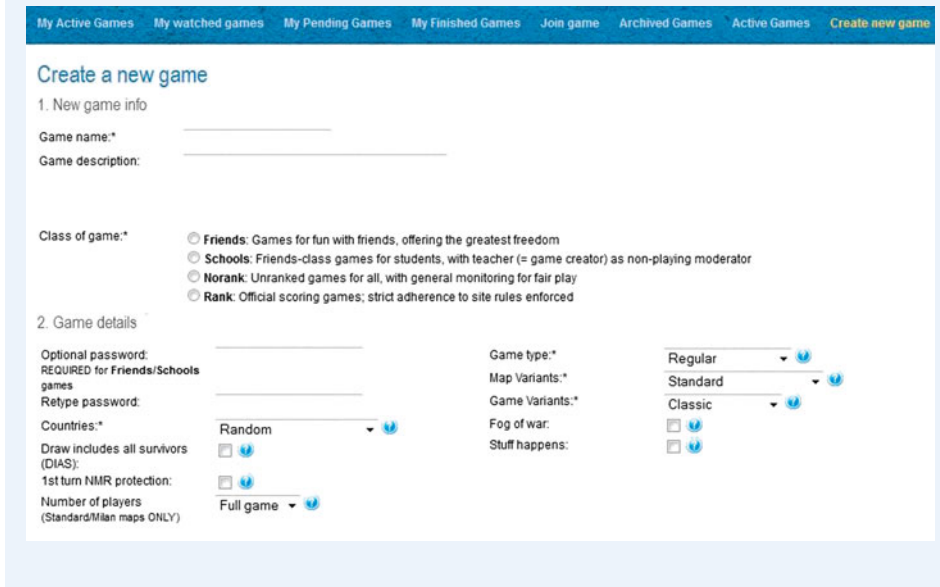 My Active Games My watched games My Pending Games My Finished Games Join game Archived Games Active Games Create new game
Create a new game
1. New game info
Game name:*
Game description:
Class of game:*
Friends: Games for fun with friends, offering the greatest freedom
Schools: Friends-class games for students, with teacher (= game creator) as non-playing moderator
Norank: Unranked games for all, with general monitoring for fair play
Rank: Official scoring games; strict adherence to site rules enforced
2. Game details
Optional password:
REQUIRED for Friends/Schools
games
Retype password:
Countries:* Random
Draw includes all survivors
(DIAS):
1st turn NMR protection:
Number of players Full game
(Standard/Milan maps ONLY)
Game type:* Regular
Map Variants:* Standard
Game Variants:* Classic
Fog of war:
Stuff happens: